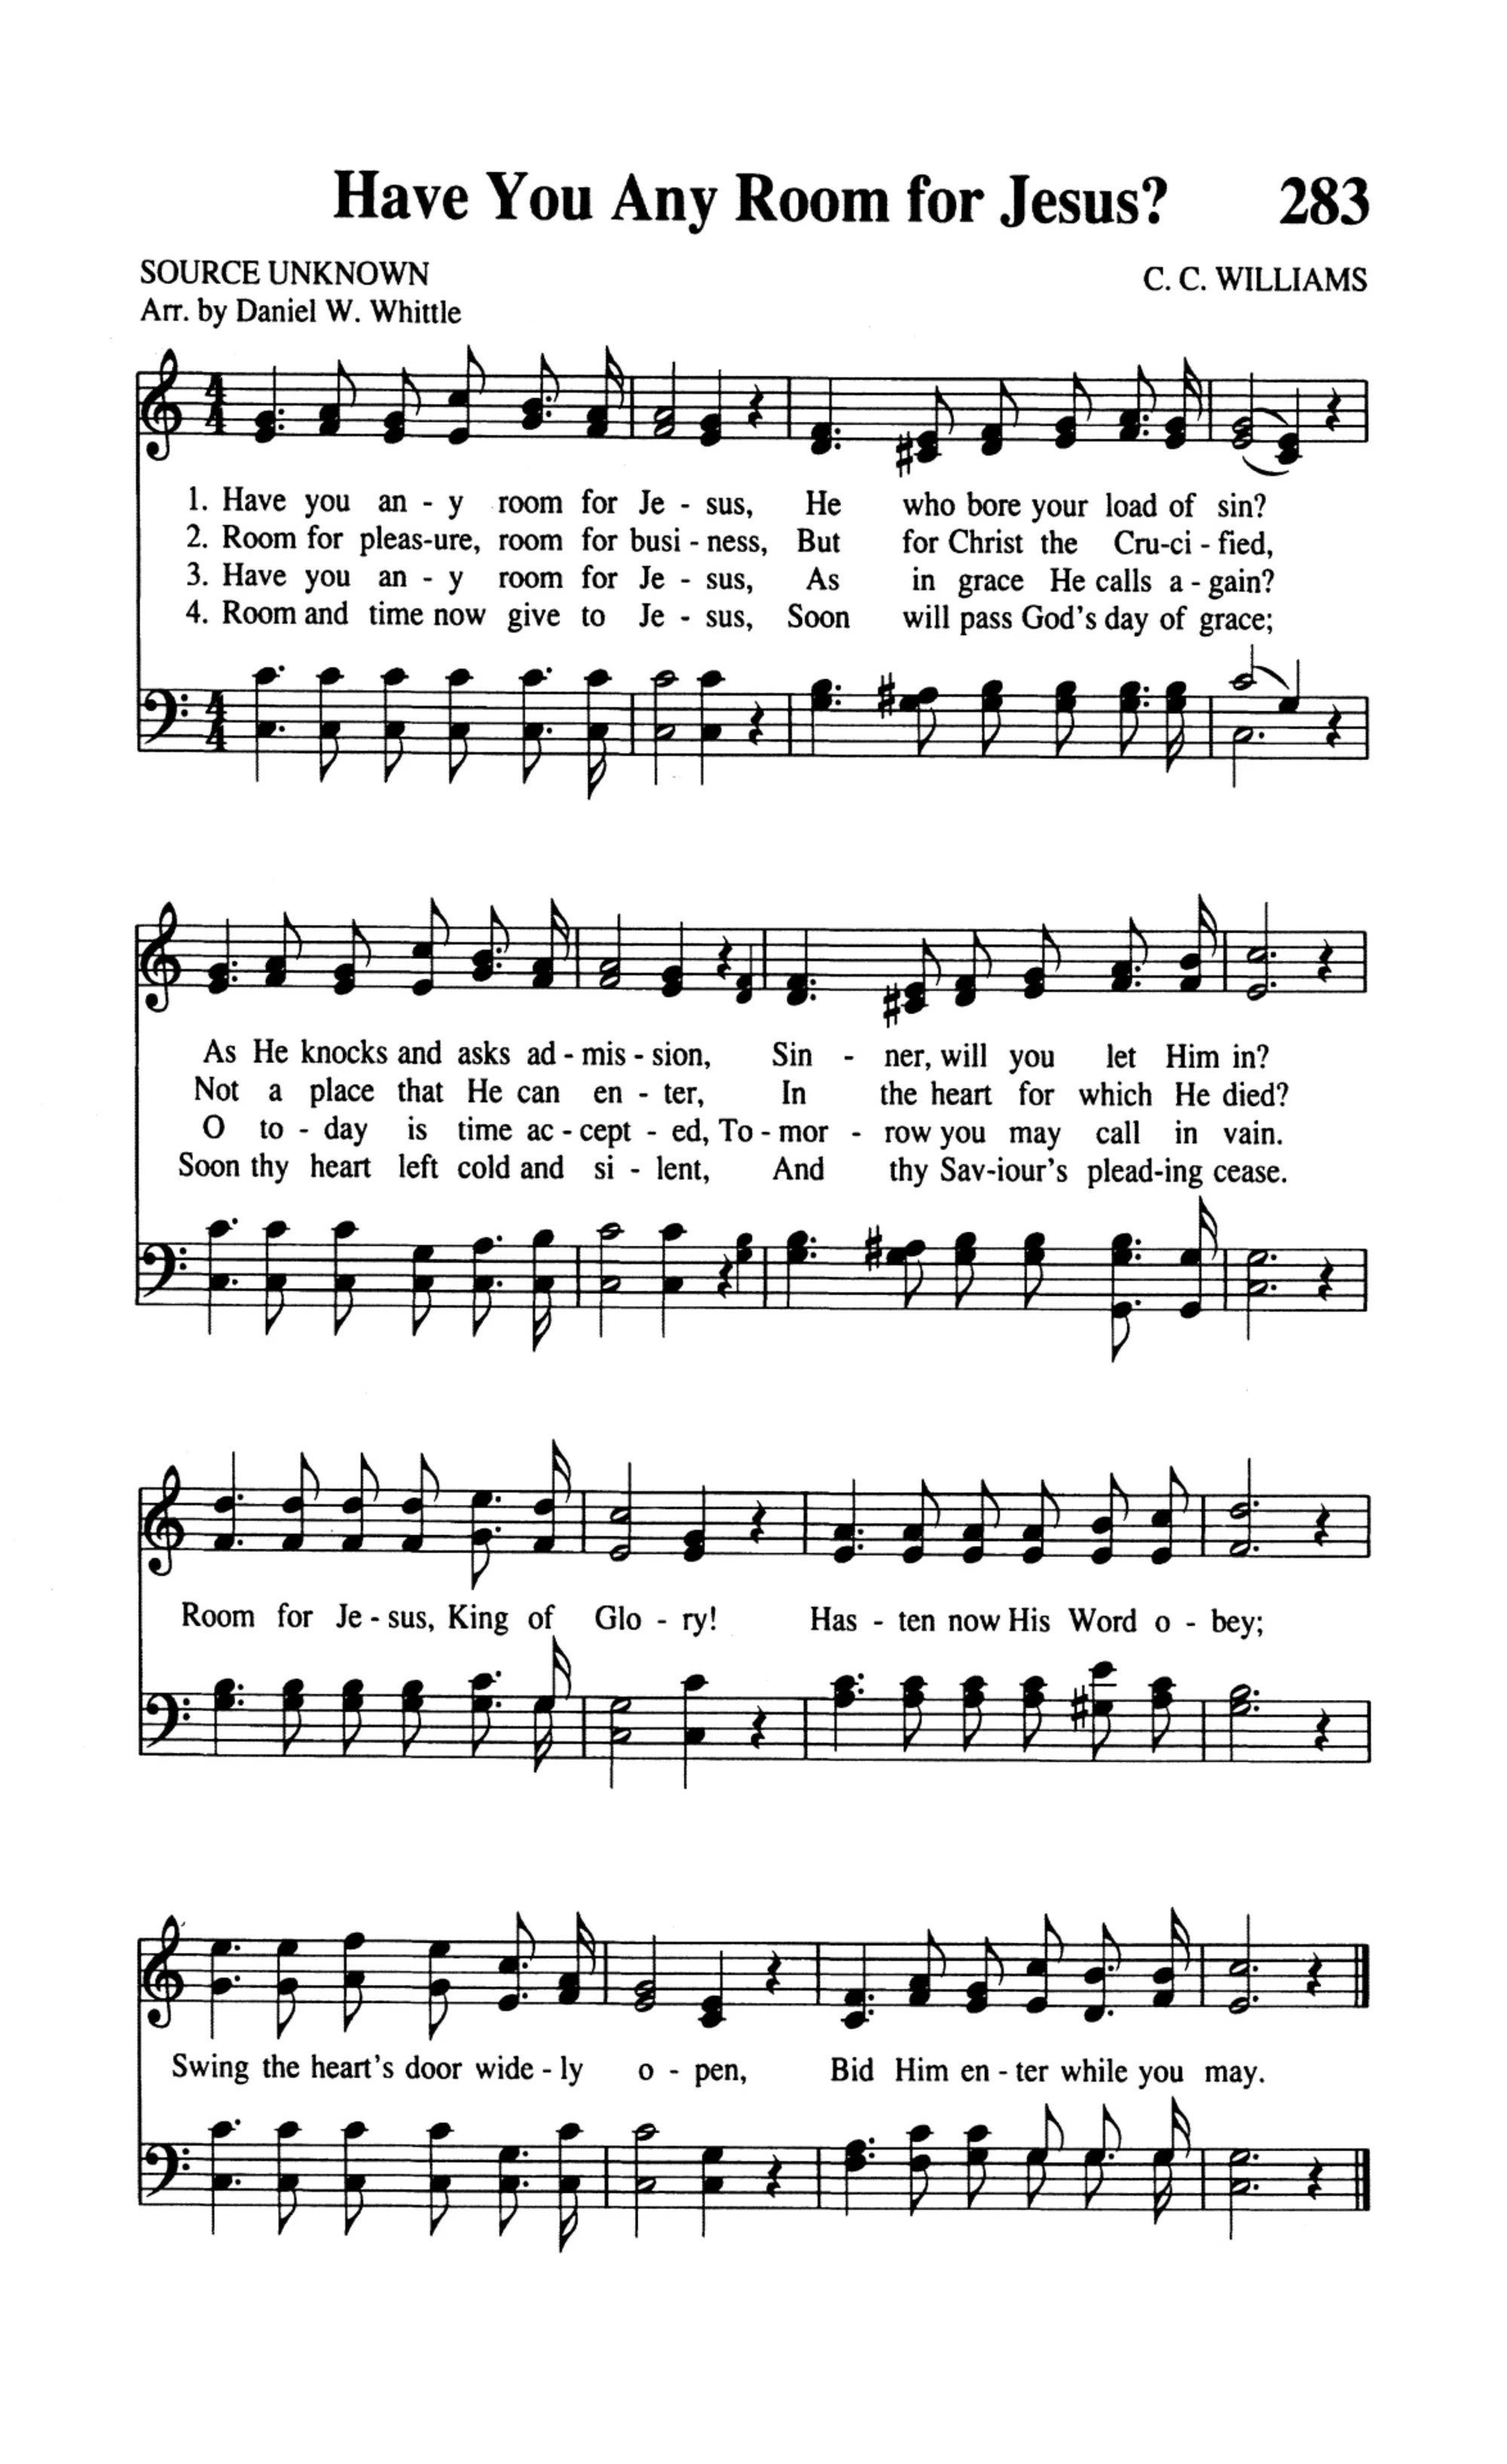 Have You Any Room for Jesus? 283
SOURCE UNKNOWN C. C. WILLIAMS
Arr. by Daniel W. Whittle
4 4
1. Have you an - y room for Je - sus, He who bore your load of sin?
2. Room for pleas-ure, room for busi - ness, But for Christ the Cru-ci - fied,
3. Have you an - y room for Je - sus, As in grace He calls a - gain?
4. Room and time now give to Je - sus, Soon will pass God's day of grace;
4 4
As He knocks and asks ad - mis - sion, Sin - ner, will you let Him in?
Not a place that He can en - ter, In the heart for which He died?
O to - day is time ac - cept - ed, To - mor - row you may call in vain.
Soon thy heart left cold and si - lent, And thy Sav-iour's plead-ing cease.
Room for Je - sus, King of Glo - ry! Has - ten now His Word o - bey;
Swing the heart's door wide - ly o - pen, Bid Him en - ter while you may.